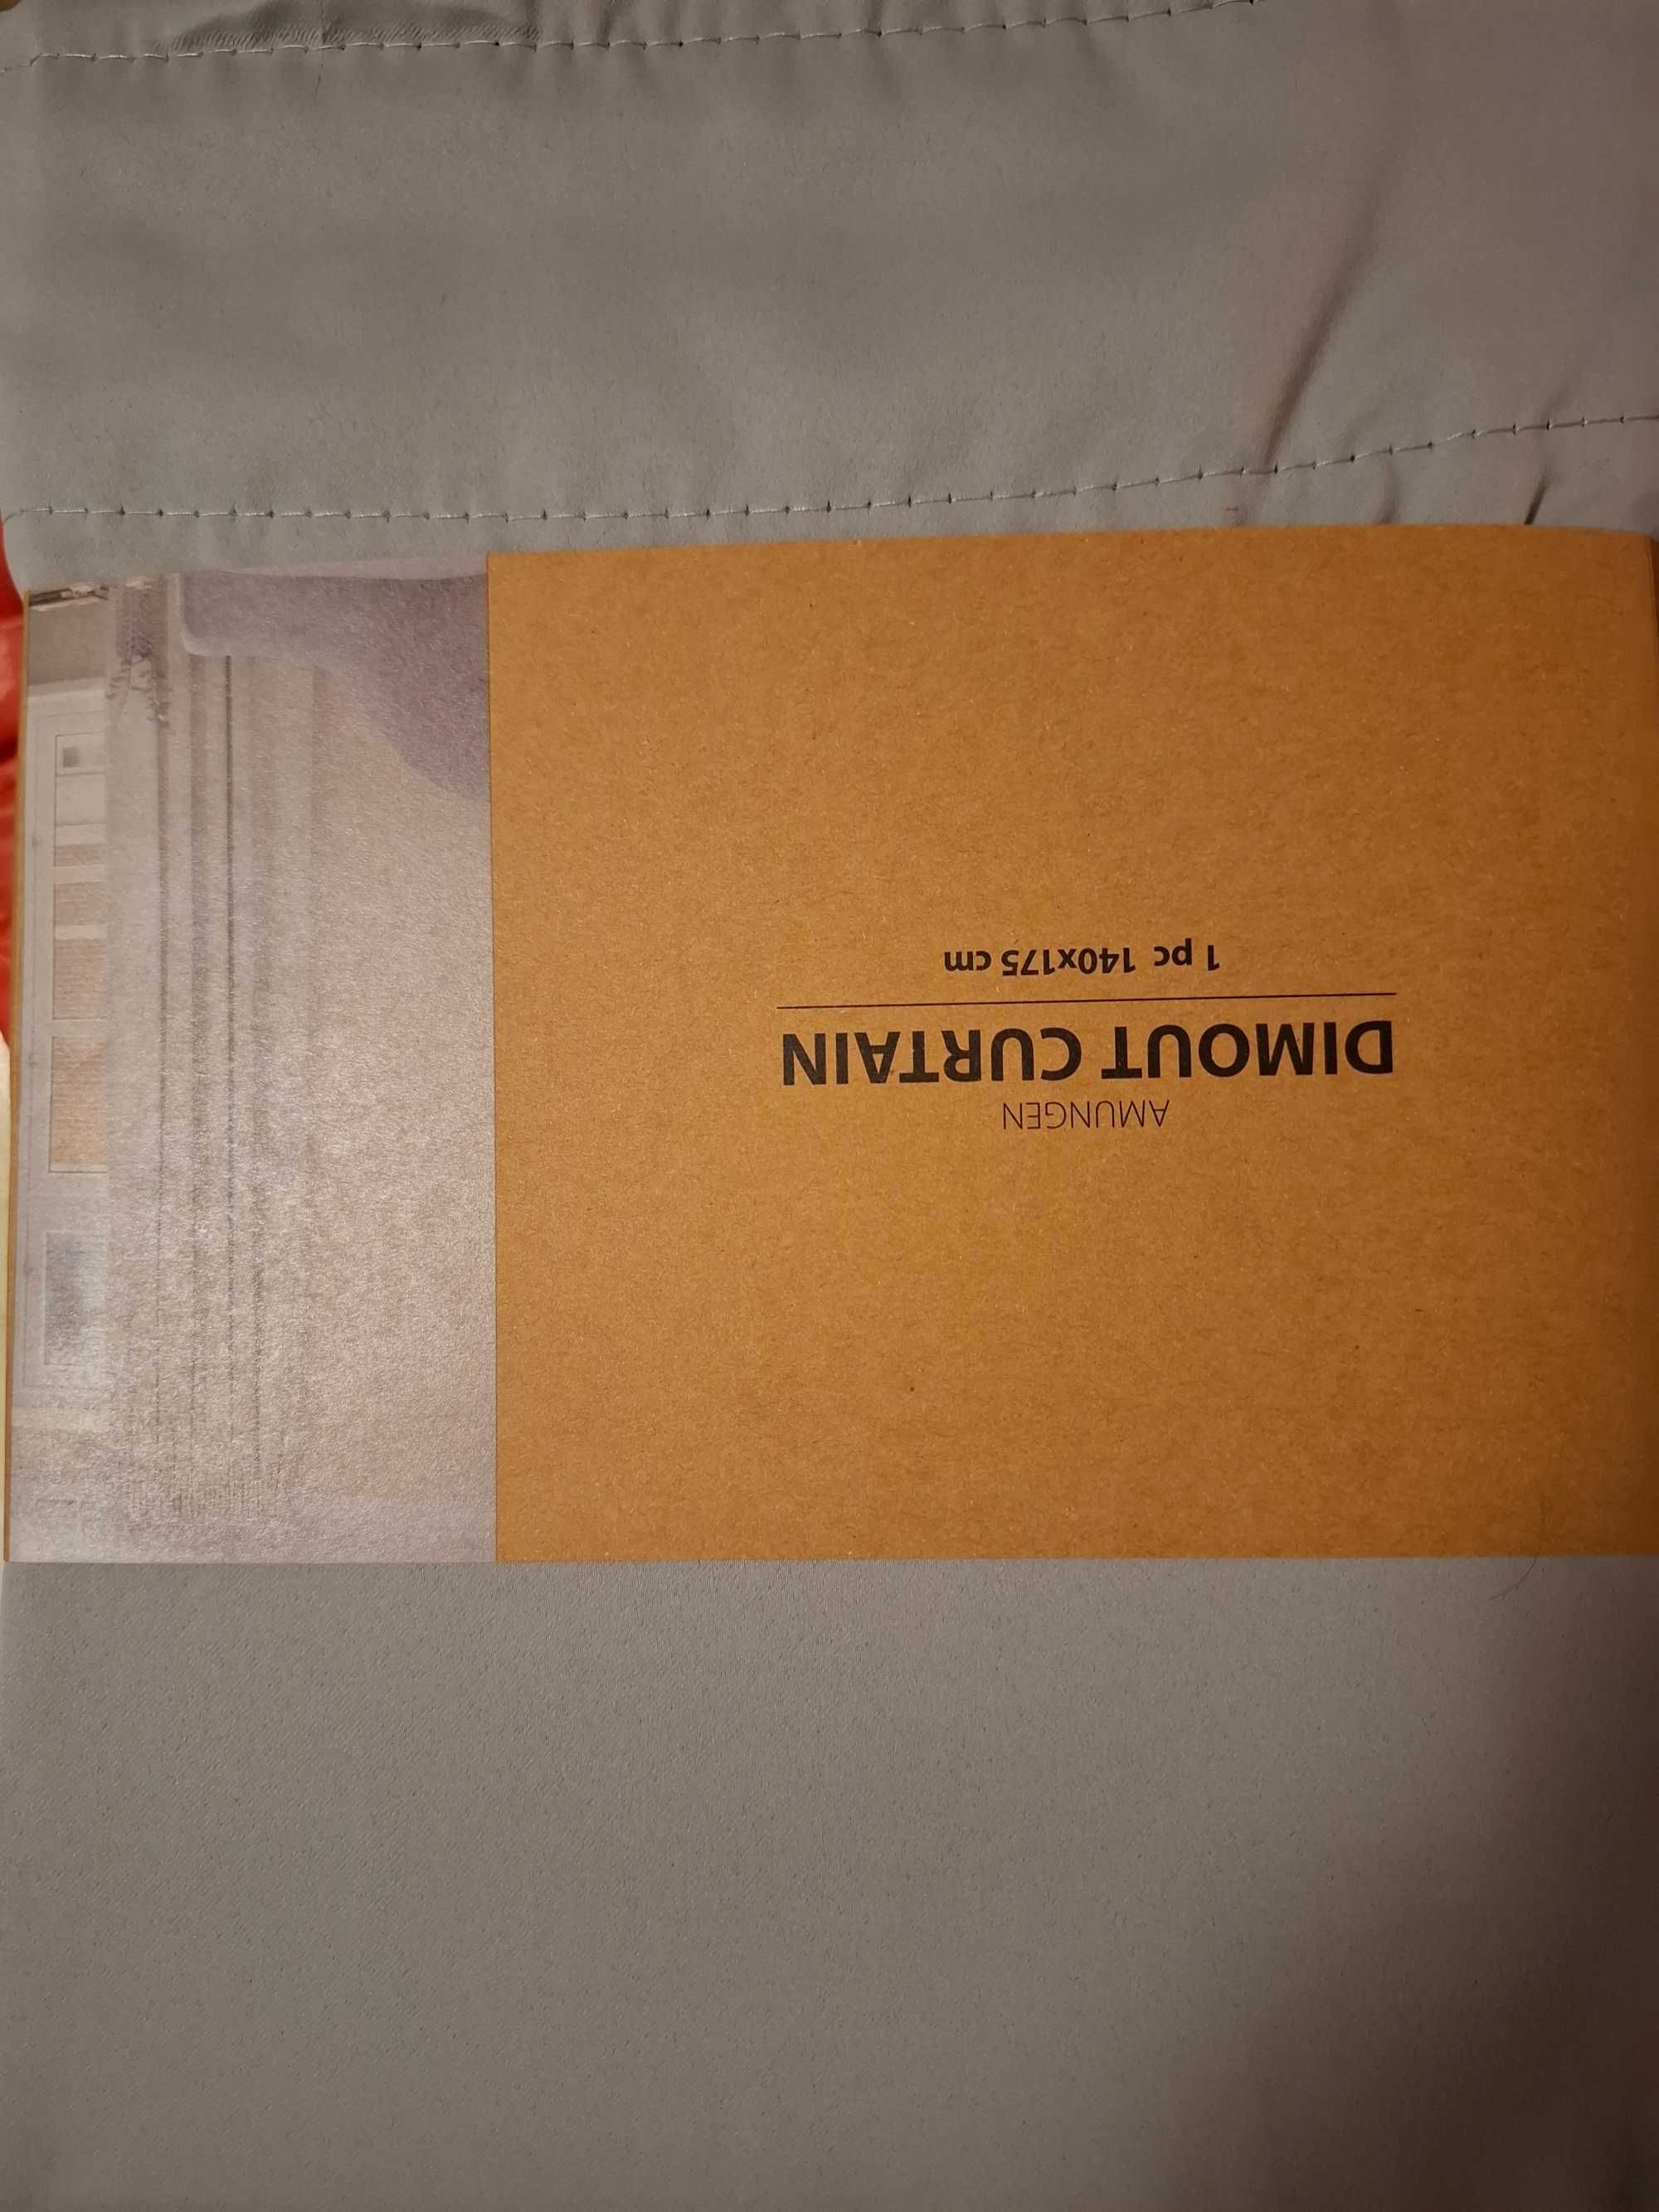 AMUNGEN
DIMOUT CURTAIN
1 pc 140x175 cm